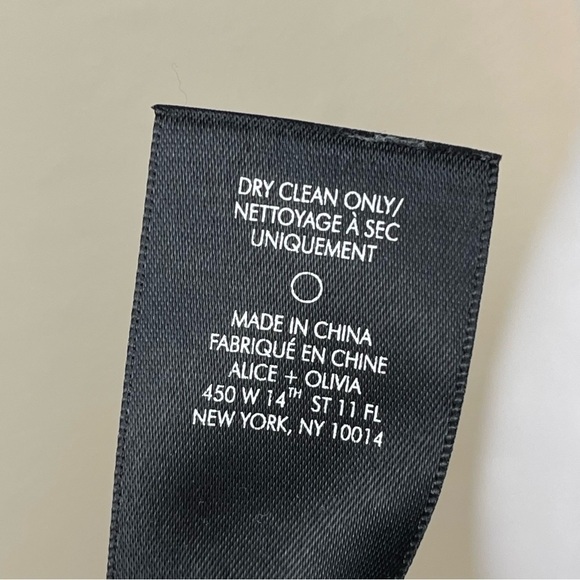 DRY CLEAN ONLY/
NETTOYAGE À SEC
UNIQUEMENT
MADE IN CHINA
FABRIQUÉ EN CHINE
ALICE + OLIVIA
450 W 14TH ST 11 FL
NEW YORK, NY 10014